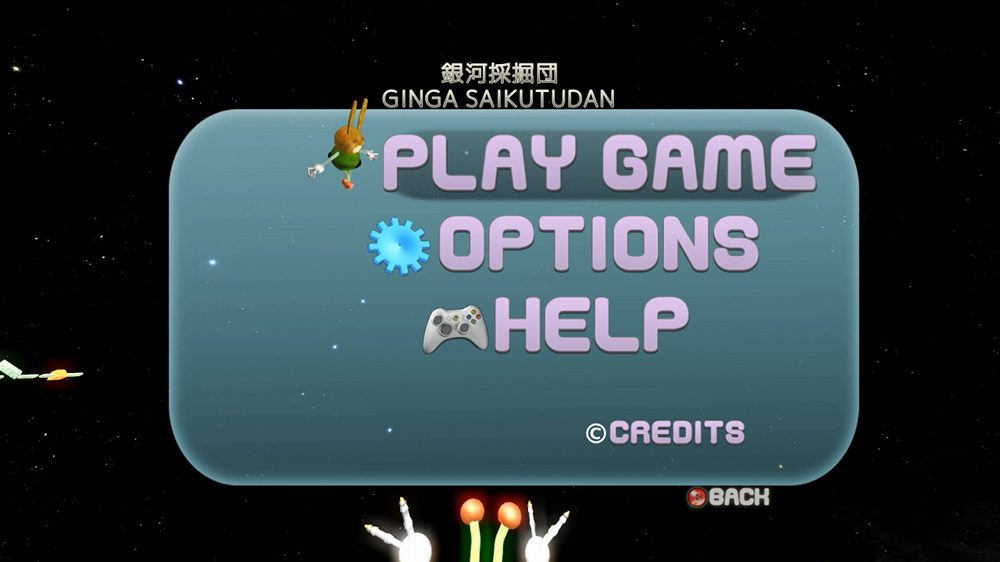 銀河採掘団
GINGA SAIKUTUDAN
PLAY GAME
OPTIONS
HELP
©CREDITS
BACK